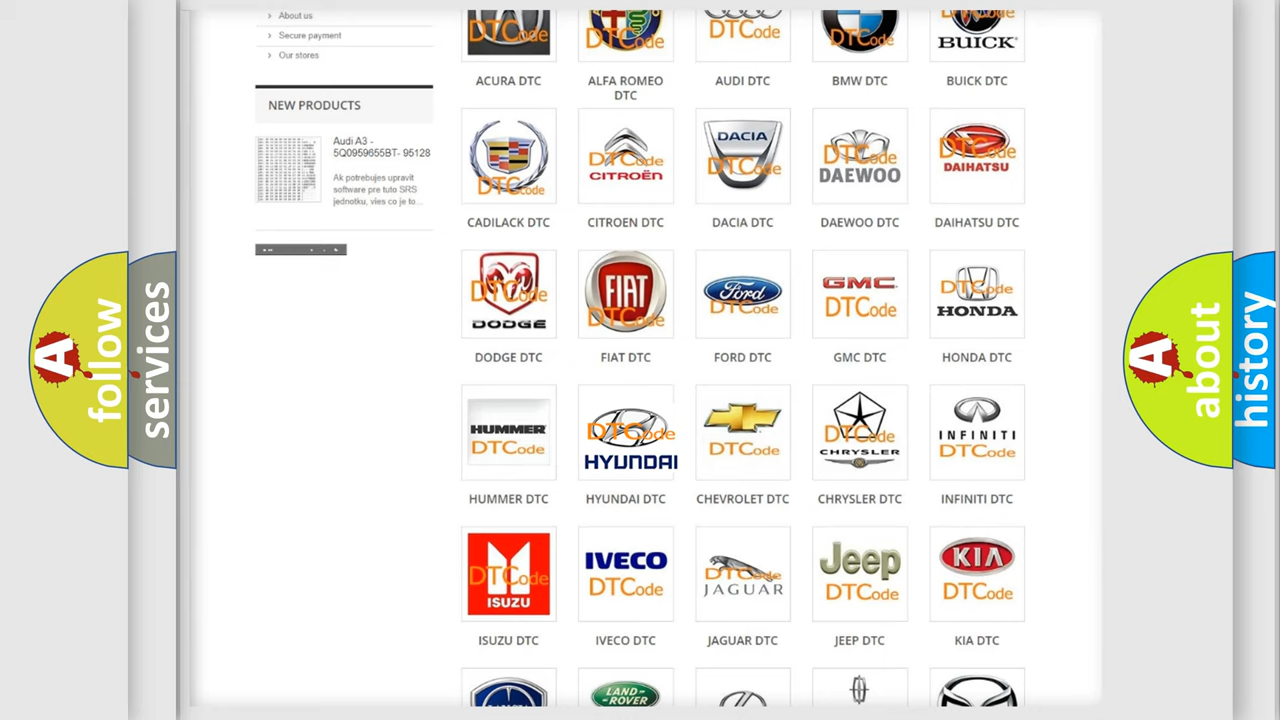 About us
Secure payment
Our stores
NEW PRODUCTS
Audi A3 -
5Q0959655BT- 95128
Ak potrebujes upravit
software pre tuto SRS
jednotku, vies co je to...
DTCode
DTCode
DTCode
DTCode
BUICK
ACURA DTC
ALFA ROMEO
DTC
AUDI DTC
BMW DTC
BUICK DTC
DTCode
DTCode
CITROËN
DACIA
DTCode
DTCode
DAEWOO
DTCode
DAIHATSU
CADILACK DTC
CITROEN DTC
DACIA DTC
DAEWOO DTC
DAIHATSU DTC
DTCode
DODGE
FIAT
DTCode
Ford
DTCode
GMC
DTCode
DTCode
HONDA
DODGE DTC
FIAT DTC
FORD DTC
GMC DTC
HONDA DTC
HUMMER
DTCode
DTCode
HYUNDAI
DTCode
DTCode
CHRYSLER
INFINITI
DTCode
HUMMER DTC
HYUNDAI DTC
CHEVROLET DTC
CHRYSLER DTC
INFINITI DTC
DTCode
ISUZU
IVECO
DTCode
DTCode
JAGUAR
Jeep
DTCode
KIA
DTCode
ISUZU DTC
IVECO DTC
JAGUAR DTC
JEEP DTC
KIA DTC
LAND-
ROVER
A
follow
services
A
about
history